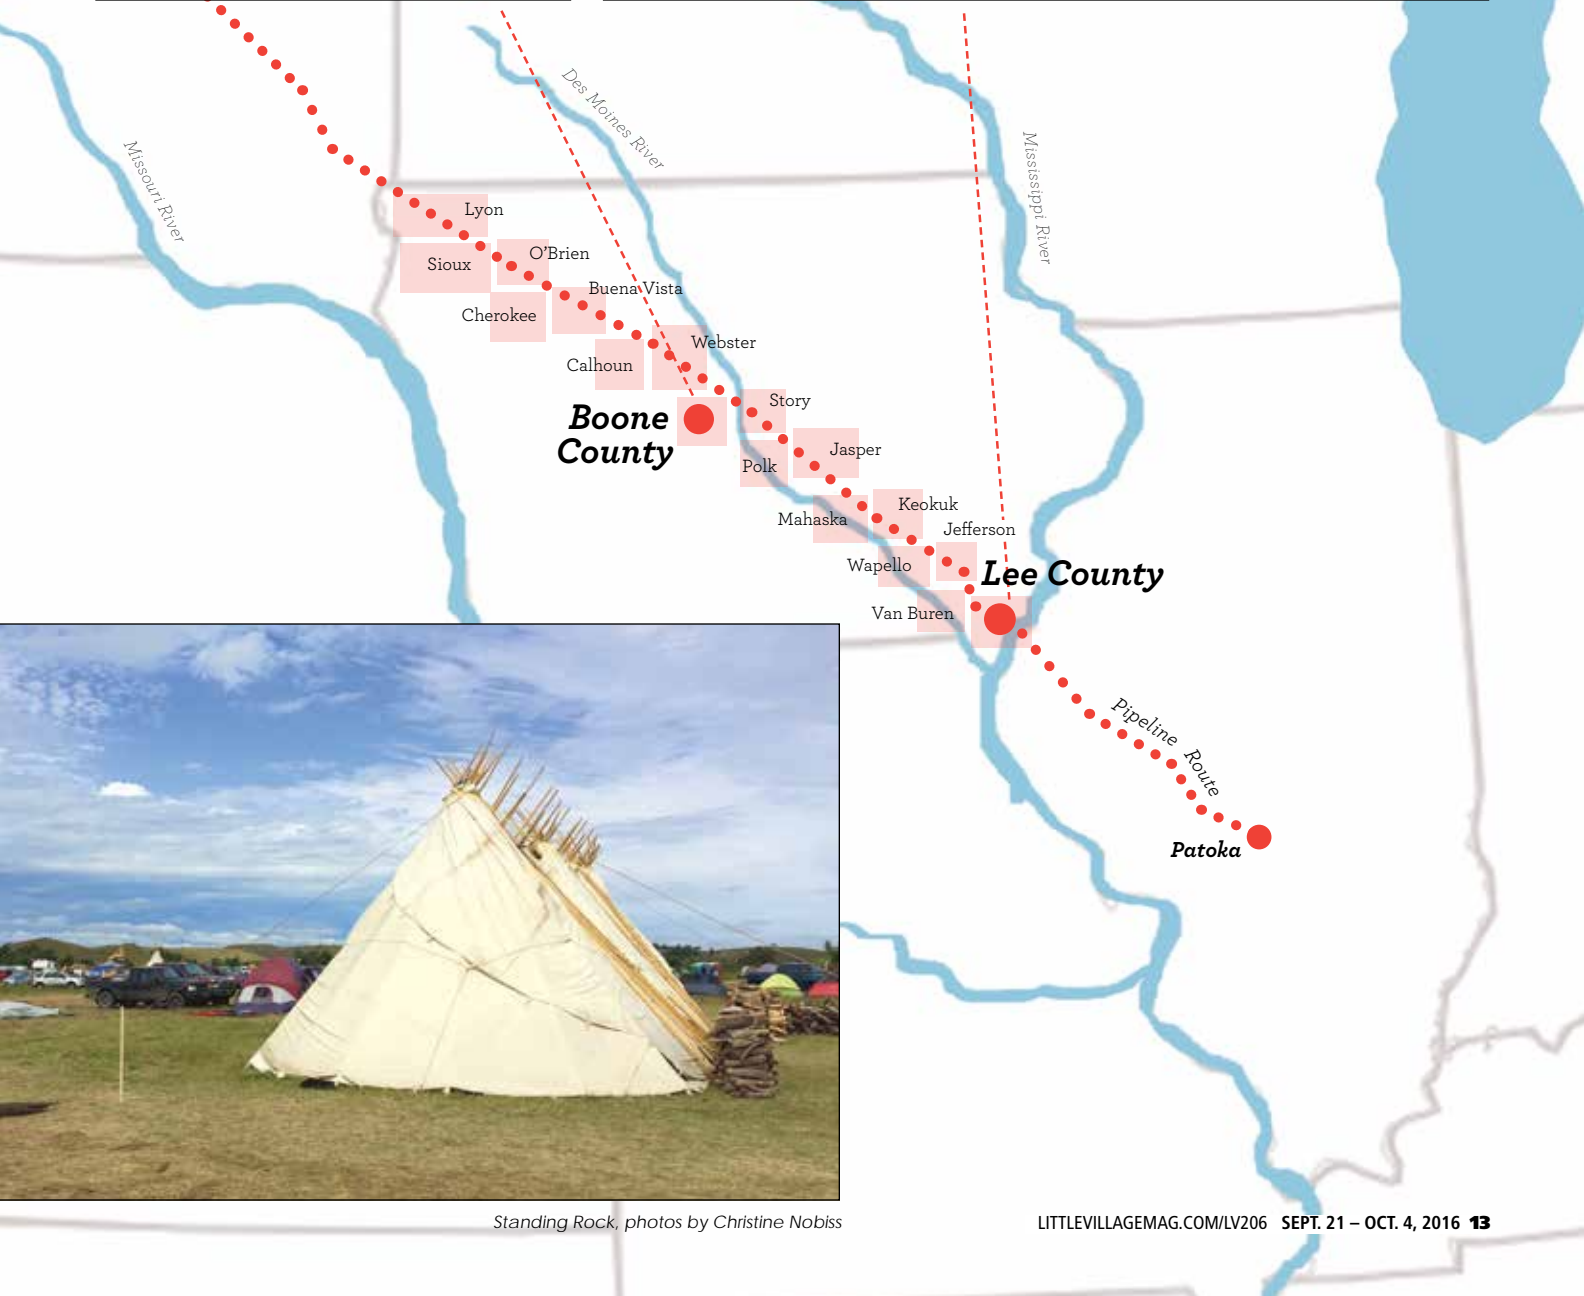 Des Moines River
Missouri River
Mississippi River
Lyon
O'Brien
Sioux
Buena Vista
Cherokee
Webster
Calhoun
Story
Boone
County
Jasper
Polk
Keokuk
Mahaska
Jefferson
Wapello
Lee County
Van Buren
Pipeline Route
Patoka
Standing Rock, photos by Christine Nobiss
LITTLEVILLAGEMAG.COM/LV206 SEPT. 21 – OCT. 4, 2016 13